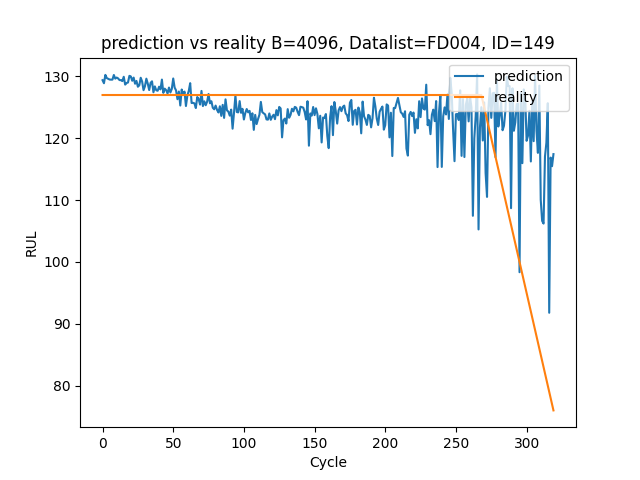 prediction vs reality B=4096, Datalist=FD004, ID=149
prediction
reality
130
120
110
100
90
80
RUL
0 50 100 150 200 250 300
Cycle